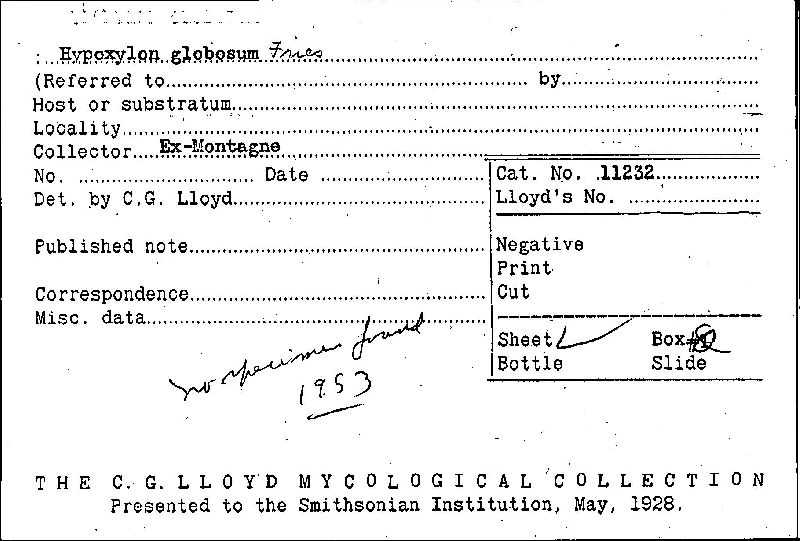 : Hypoxylon globosum Fries
(Referred to.......... by..........
Host or substratum..........
Locality..........
Collector.... Ex-Montagne
No. .......... Date ..........
Cat. No. 11232
Det. by C.G. Lloyd..........
Lloyd's No. ..........
Published note..........
Negative
Print
Correspondence..........
Cut
Misc. data..........
Sheet Box
Bottle Slide
no specimen found
1953
THE C. G. LLOYD MYCOLOGICAL COLLECTION
Presented to the Smithsonian Institution, May, 1928.